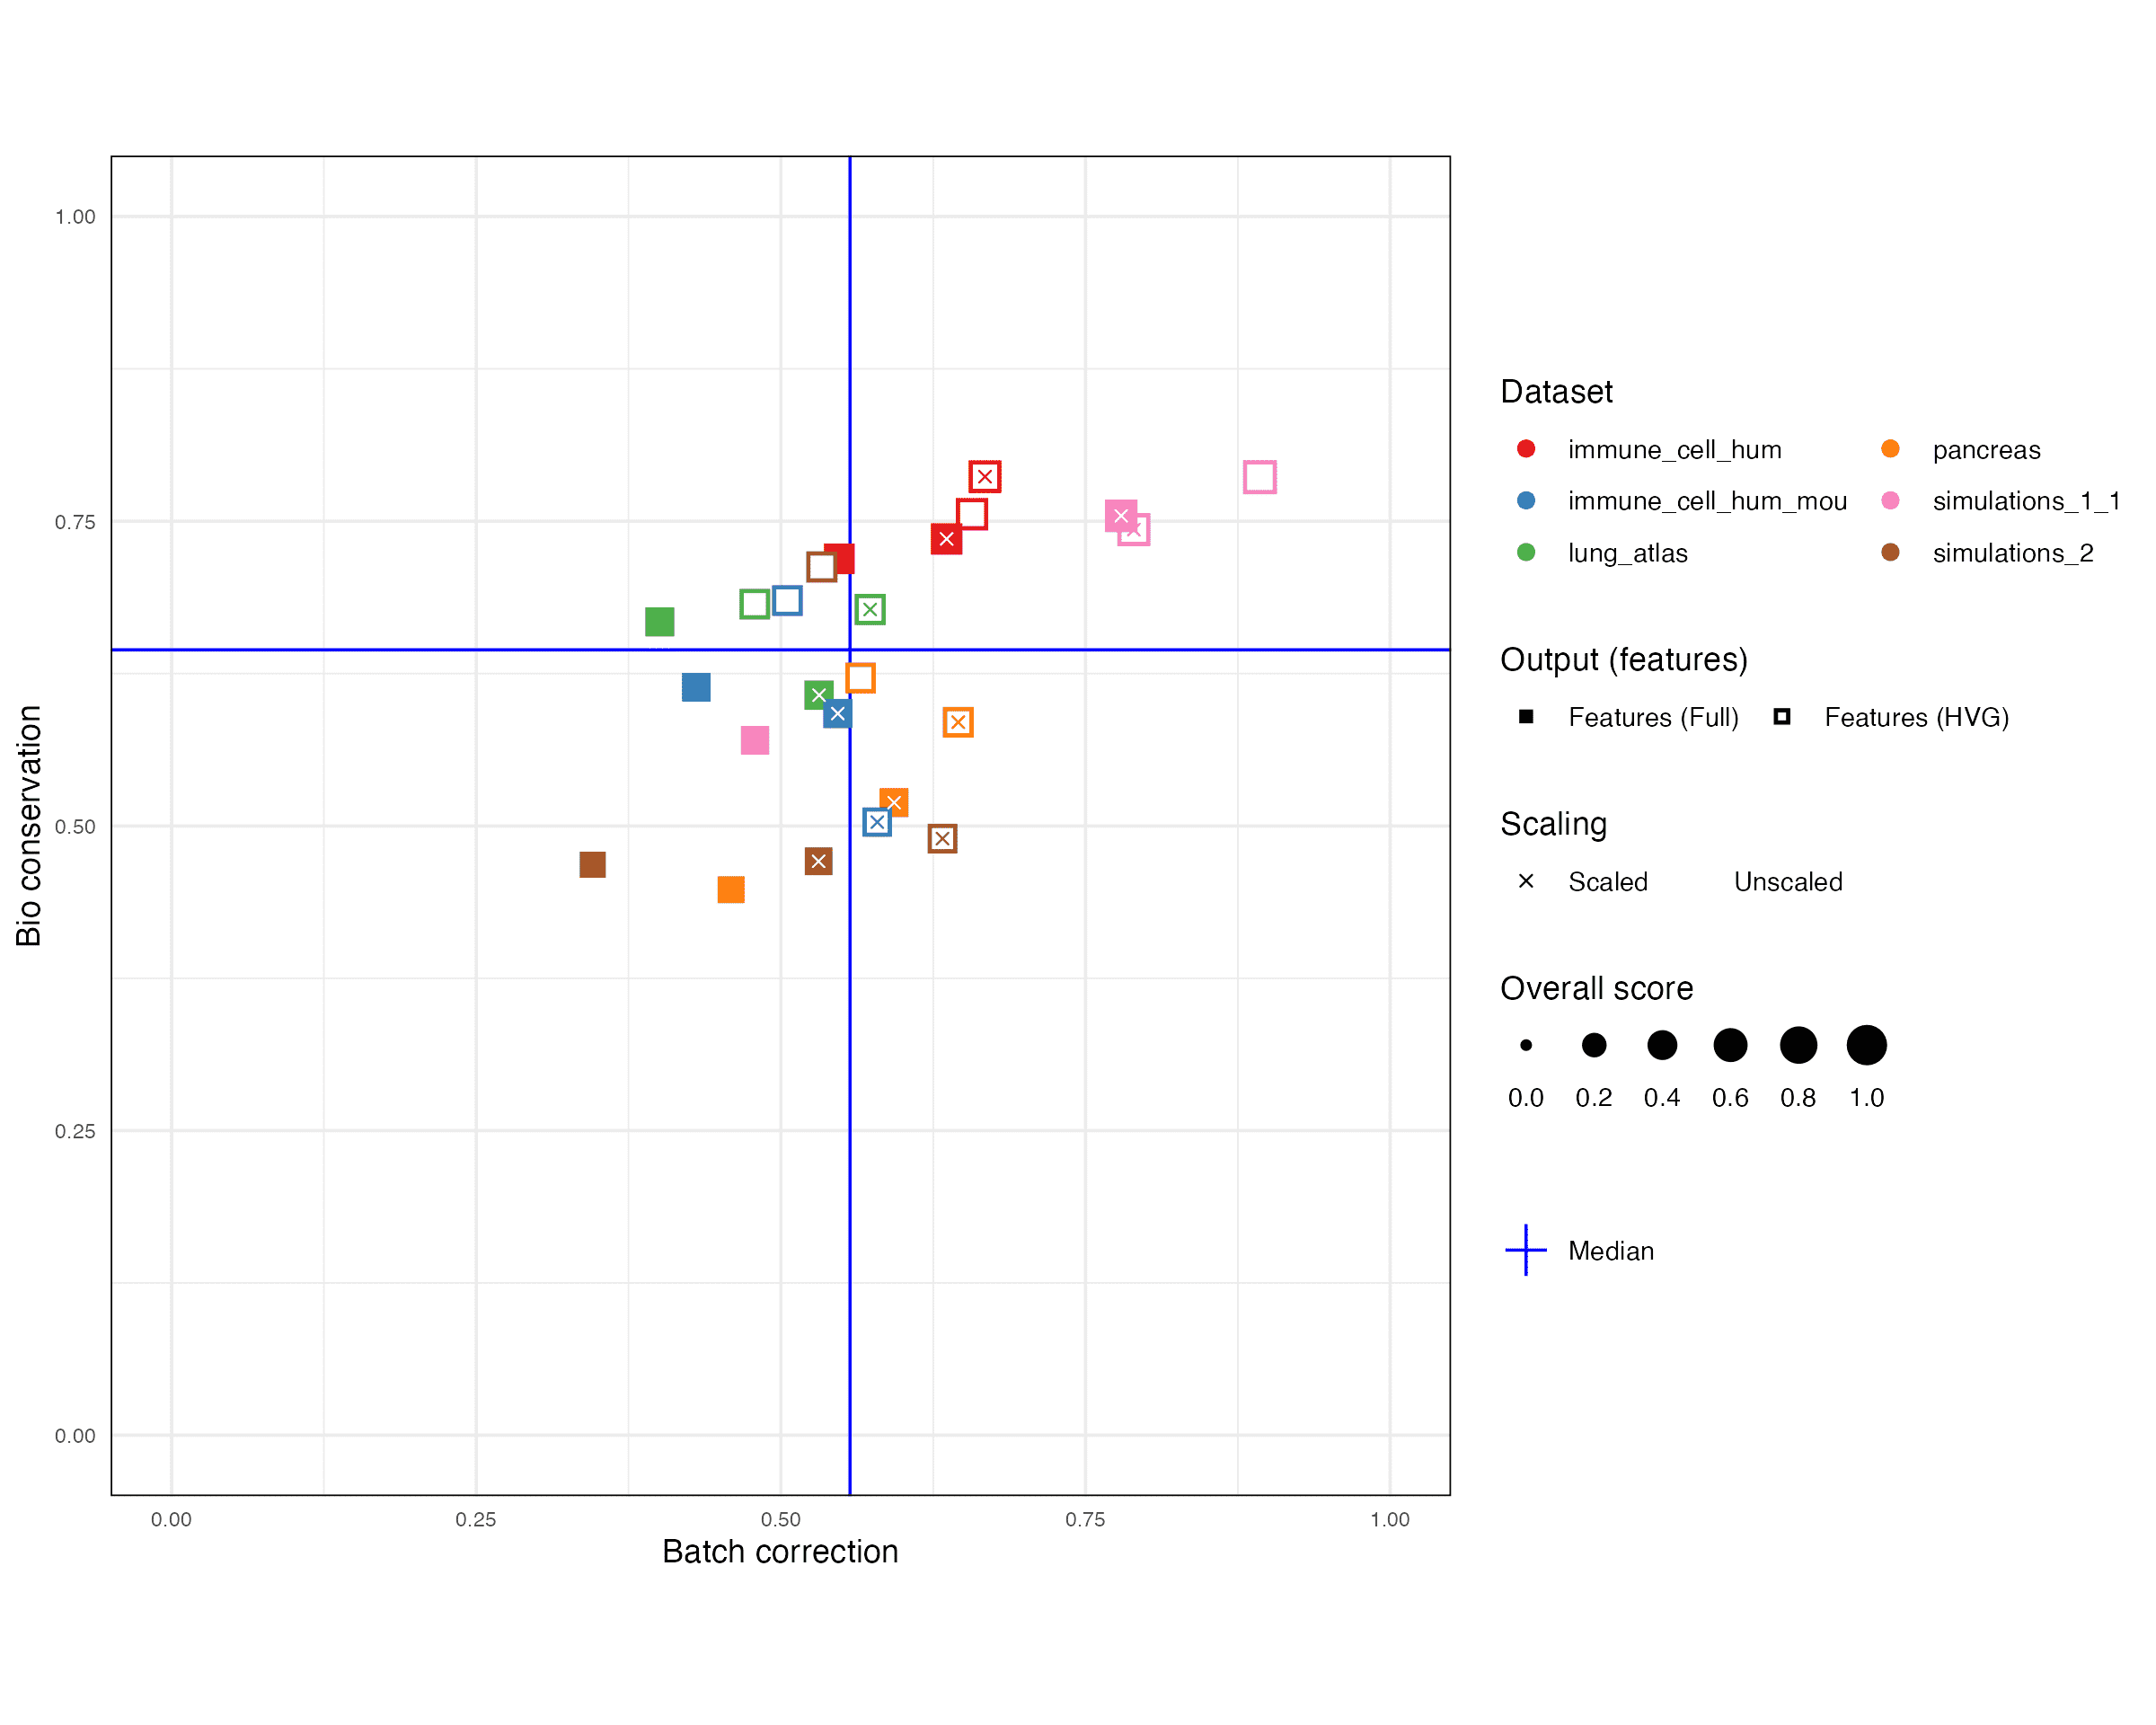 1.00
0.75
0.50
0.25
0.00
Bio conservation
0.00 0.25 0.50 0.75 1.00
Batch correction
Dataset
immune_cell_hum pancreas
immune_cell_hum_mou simulations_1_1
lung_atlas simulations_2
Output (features)
Features (Full) Features (HVG)
Scaling
Scaled Unscaled
Overall score
0.0 0.2 0.4 0.6 0.8 1.0
Median